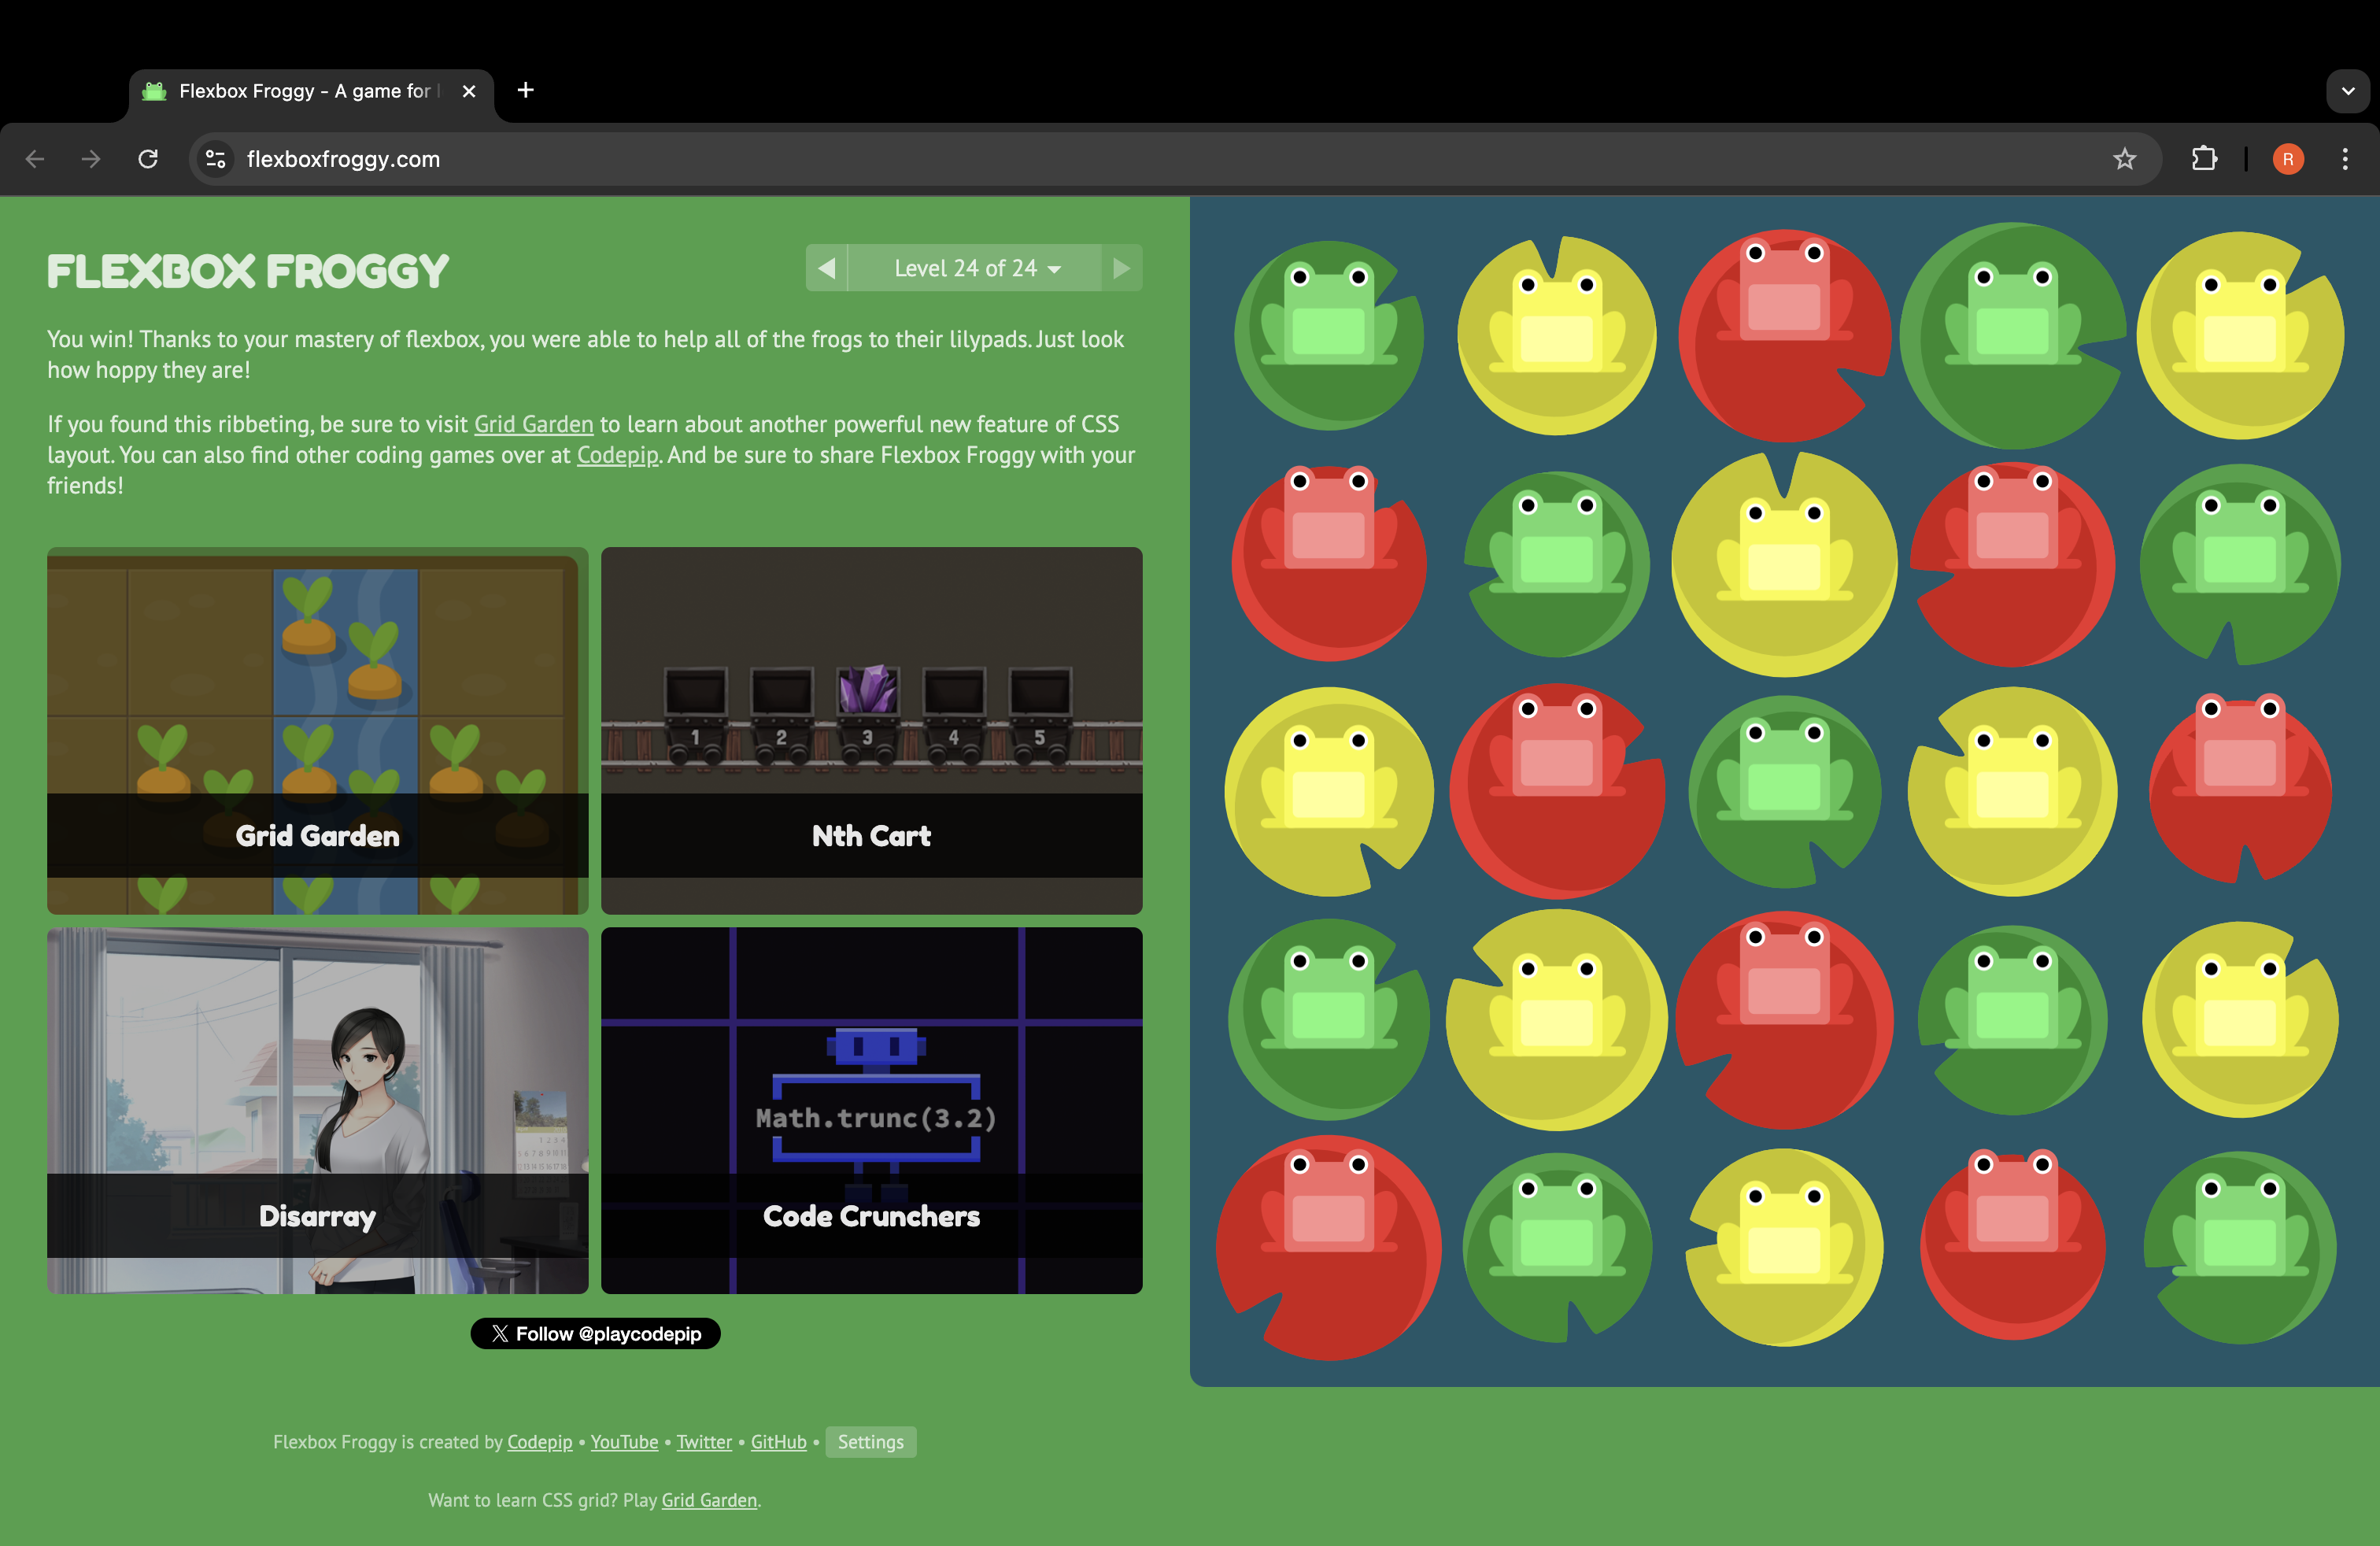 Flexbox Froggy - A game for
flexboxfroggy.com
R
FLEXBOX FROGGY
Level 24 of 24
You win! Thanks to your mastery of flexbox, you were able to help all of the frogs to their lilypads. Just look
how hoppy they are!
If you found this ribbeting, be sure to visit Grid Garden to learn about another powerful new feature of CSS
layout. You can also find other coding games over at Codepip. And be sure to share Flexbox Froggy with your
friends!
1 2 3 4 5
Grid Garden
Nth Cart
Math.trunc(3.2)
Disarray
Code Crunchers
X Follow @playcodepip
Flexbox Froggy is created by Codepip • YouTube • Twitter • GitHub • Settings
Want to learn CSS grid? Play Grid Garden.